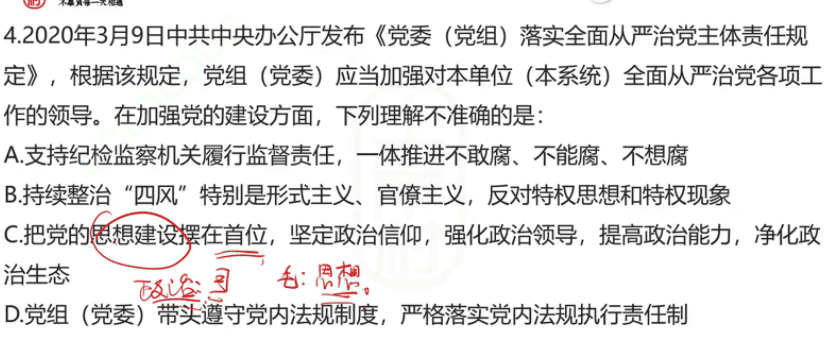 4.2020年3月9日中共中央办公厅发布《党委（党组）落实全面从严治党主体责任规
定》，根据该规定，党组（党委）应当加强对本单位（本系统）全面从严治党各项工
作的领导。在加强党的建设方面，下列理解不准确的是：
A.支持纪检监察机关履行监督责任，一体推进不敢腐、不能腐、不想腐
B.持续整治“四风”特别是形式主义、官僚主义，反对特权思想和特权现象
C.把党的思想建设摆在首位，坚定政治信仰，强化政治领导，提高政治能力，净化政
治生态
政治：习 毛：思想。
D.党组（党委）带头遵守党内法规制度，严格落实党内法规执行责任制